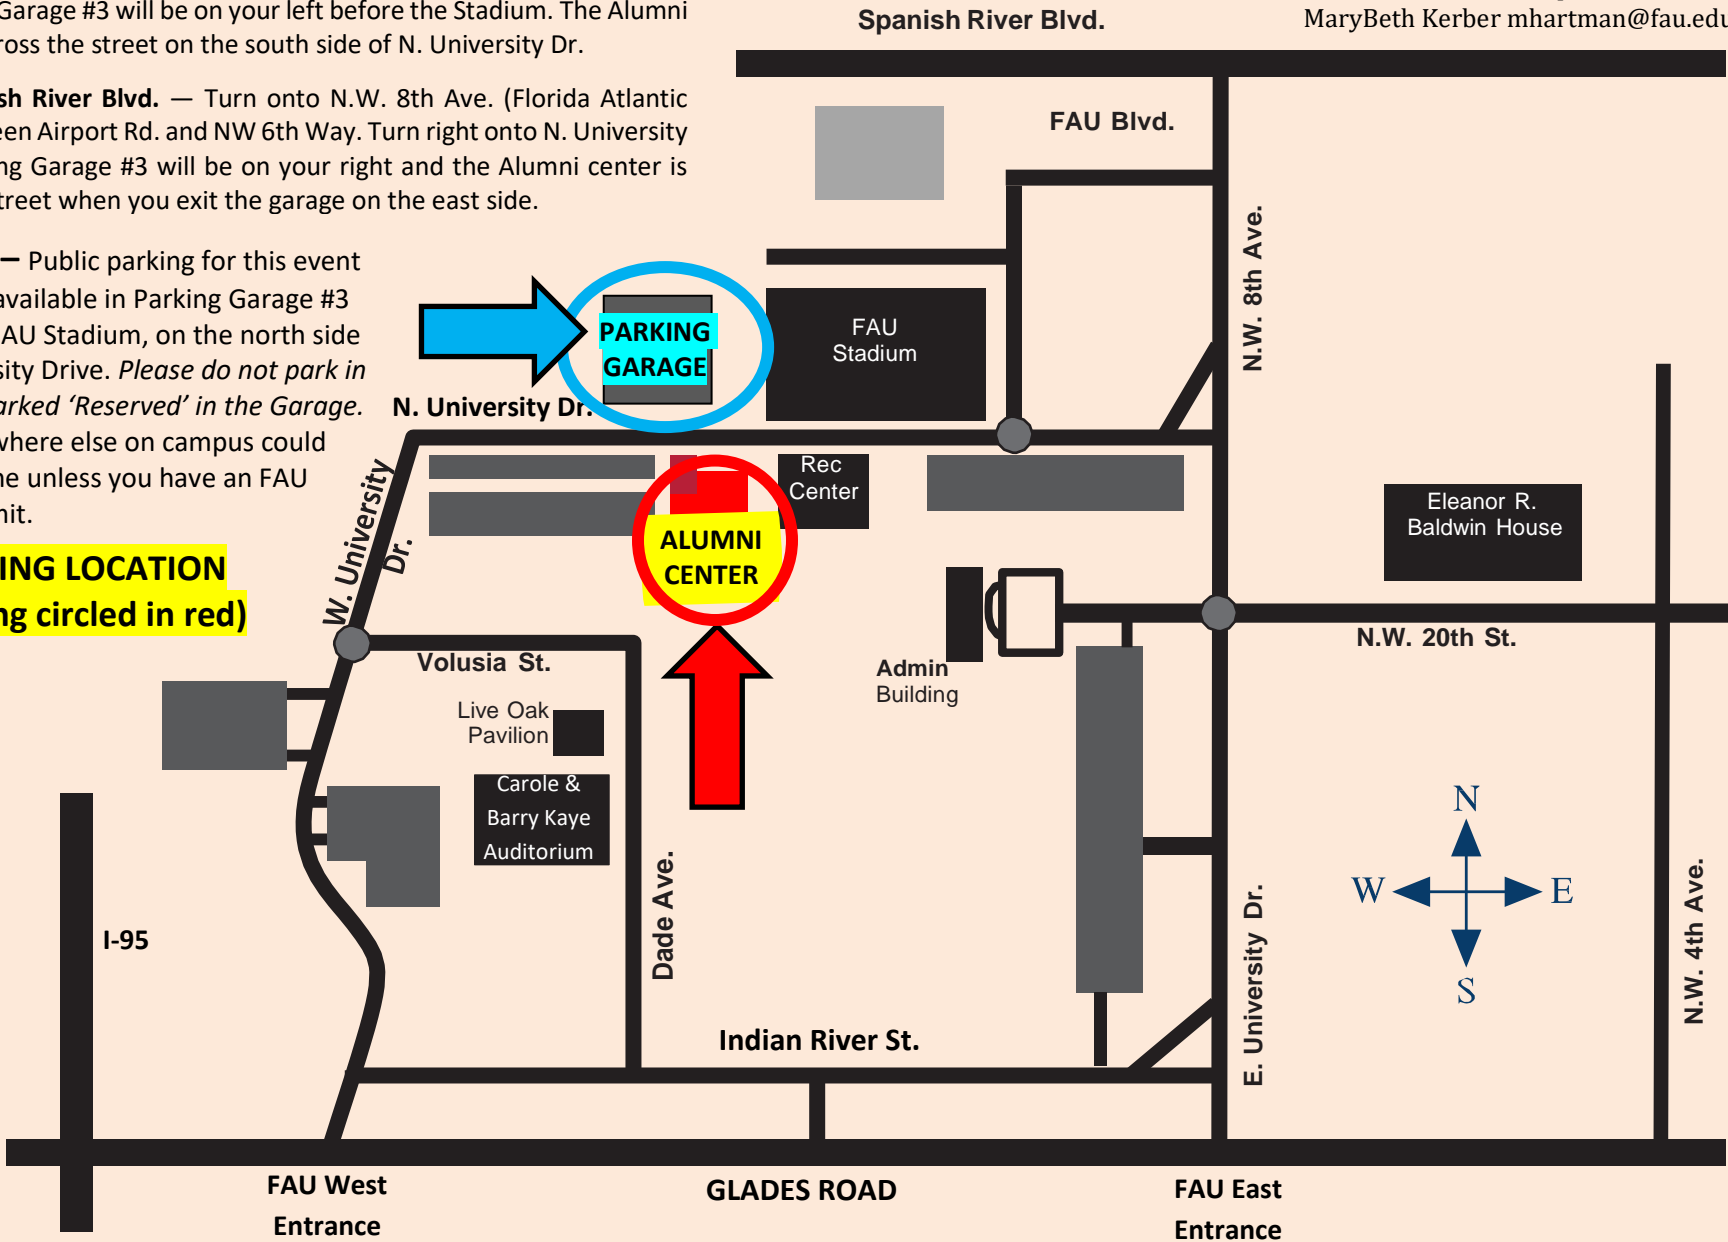 Garage #3 will be on your left before the Stadium. The Alumni
ross the street on the south side of N. University Dr.
sh River Blvd. — Turn onto N.W. 8th Ave. (Florida Atlantic
een Airport Rd. and NW 6th Way. Turn right onto N. University
ng Garage #3 will be on your right and the Alumni center is
treet when you exit the garage on the east side.
– Public parking for this event
available in Parking Garage #3
AU Stadium, on the north side
sity Drive. Please do not park in
arked ‘Reserved’ in the Garage.
where else on campus could
ne unless you have an FAU
mit.
ING LOCATION
ng circled in red)
Spanish River Blvd.
MaryBeth Kerber mhartman@fau.edu
FAU Blvd.
N.W. 8th Ave.
PARKING
GARAGE
FAU
Stadium
N. University Dr.
W. University
Dr.
Rec
Center
ALUMNI
CENTER
Eleanor R.
Baldwin House
N.W. 20th St.
Volusia St.
Admin
Building
Live Oak
Pavilion
Carole &
Barry Kaye
Auditorium
Dade Ave.
N
W
E
S
I-95
E. University Dr.
N.W. 4th Ave.
Indian River St.
FAU West
Entrance
GLADES ROAD
FAU East
Entrance